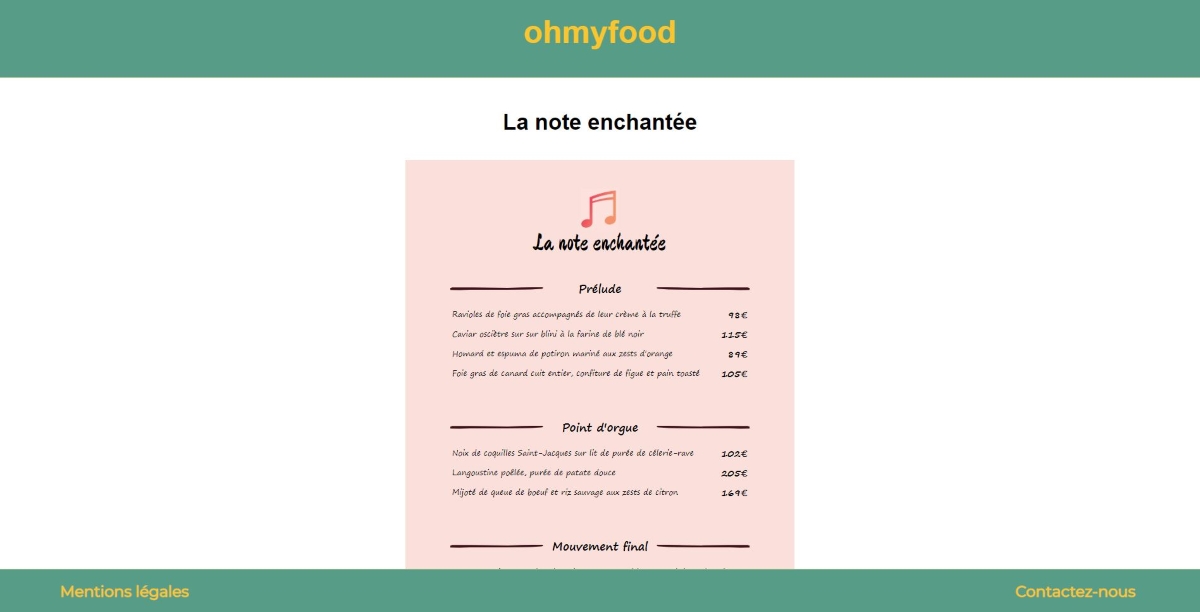 ohmyfood
La note enchantée
La note enchantée
Prélude
Ravioles de foie gras accompagnés de leur crème à la truffe 98€
Caviar osciètre sur sur blini à la farine de blé noir 115€
Homard et espuma de potiron mariné aux zests d'orange 89€
Foie gras de canard cuit entier, confiture de figue et pain toasté 105€
Point d'orgue
Noix de coquilles Saint-Jacques sur lit de purée de célerie-rave 102€
Langoustine poêlée, purée de patate douce 205€
Mijoté de queue de boeuf et riz sauvage aux zests de citron 169€
Mouvement final
Mentions légales Contactez-nous